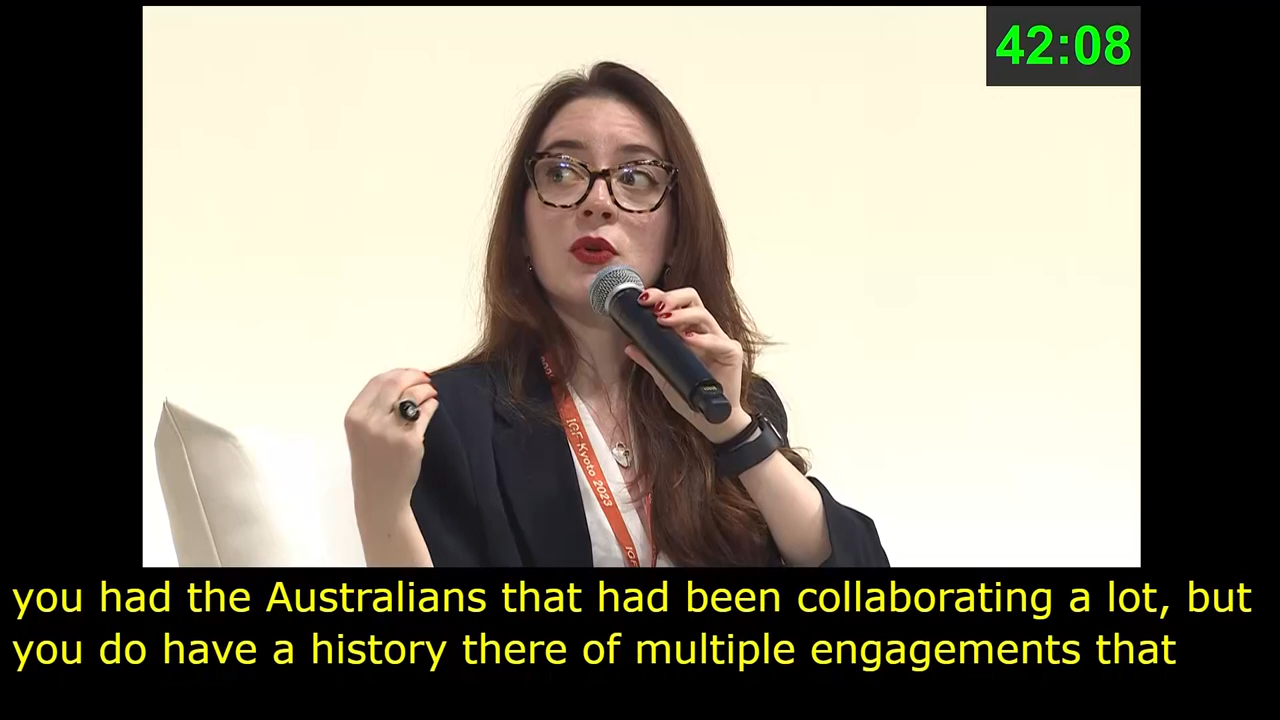 42:08
IGF Kyoto 2023
IGF
you had the Australians that had been collaborating a lot, but
you do have a history there of multiple engagements that